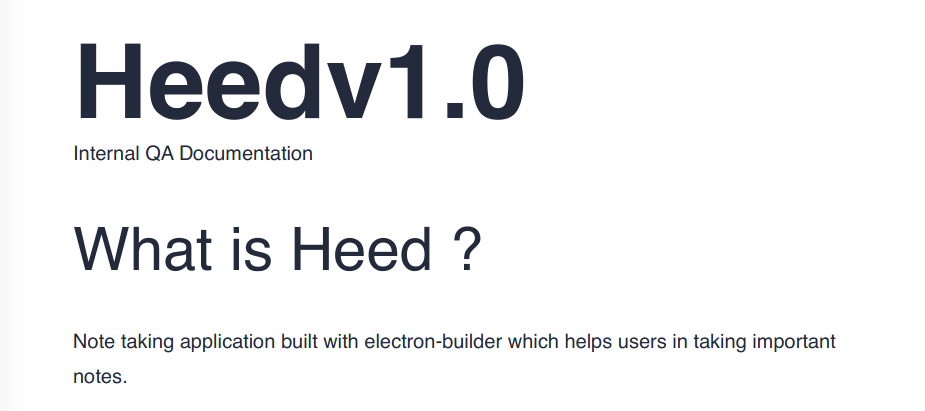 Heedv1.0
Internal QA Documentation
What is Heed ?
Note taking application built with electron-builder which helps users in taking important
notes.